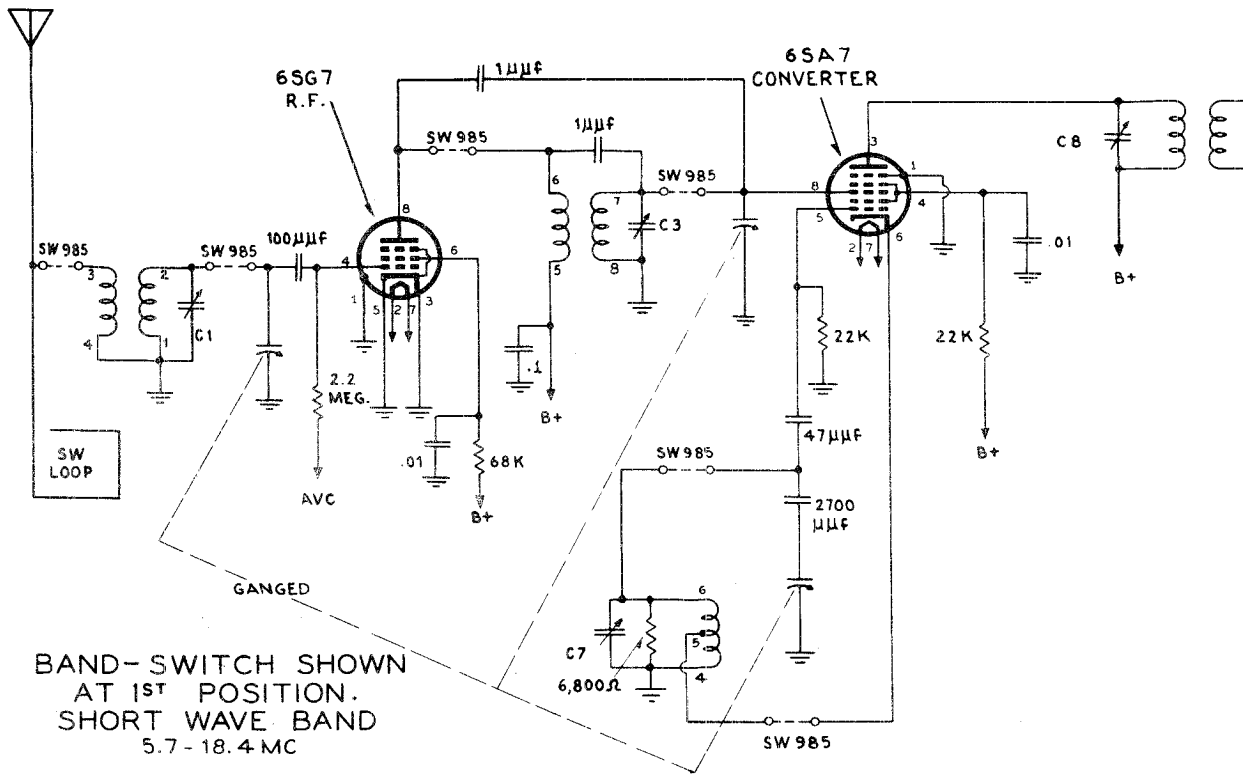 6SG7
R.F.
1μμf
6SA7
CONVERTER
SW 985
1μμf
C8
3
1
8
5
4
2
7
6
8
6
7
SW 985
C3
.01
B+
SW 985
SW 985
100μμf
4
6
3
2
C1
4
1
1
5
2
7
3
5
8
.1
B+
22K
22K
2.2
MEG.
SW
LOOP
.01
68K
AVC
B+
47μμf
B+
SW 985
2700
μμf
GANGED
6
5
4
C7
6,800Ω
SW 985
BAND-SWITCH SHOWN
AT 1ST POSITION.
SHORT WAVE BAND
5.7-18.4 MC